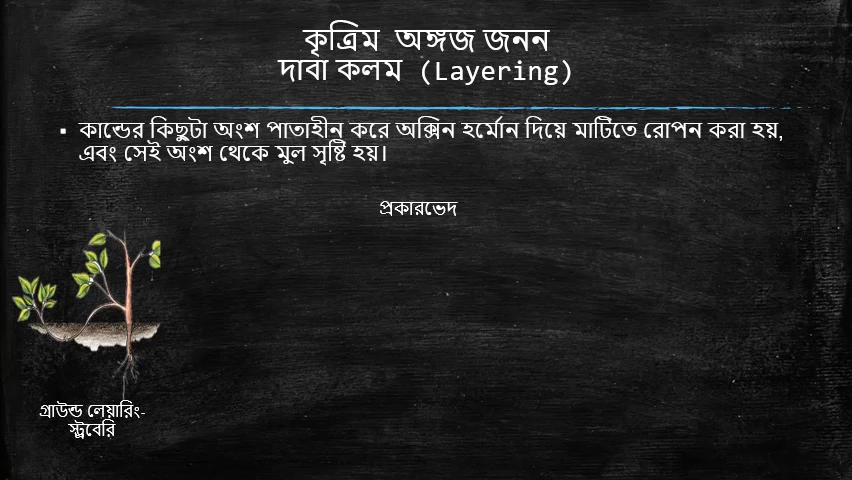 কৃত্রিম অঙ্গজ জনন
দাবা কলম (Layering)
▪ কান্ডের কিছুটা অংশ পাতাহীন করে অক্সিন হর্মোন দিয়ে মাটিতে রোপন করা হয়,
এবং সেই অংশ থেকে মুল সৃষ্টি হয়।
প্রকারভেদ
গ্রাউন্ড লেয়ারিং-
স্ট্রবেরি